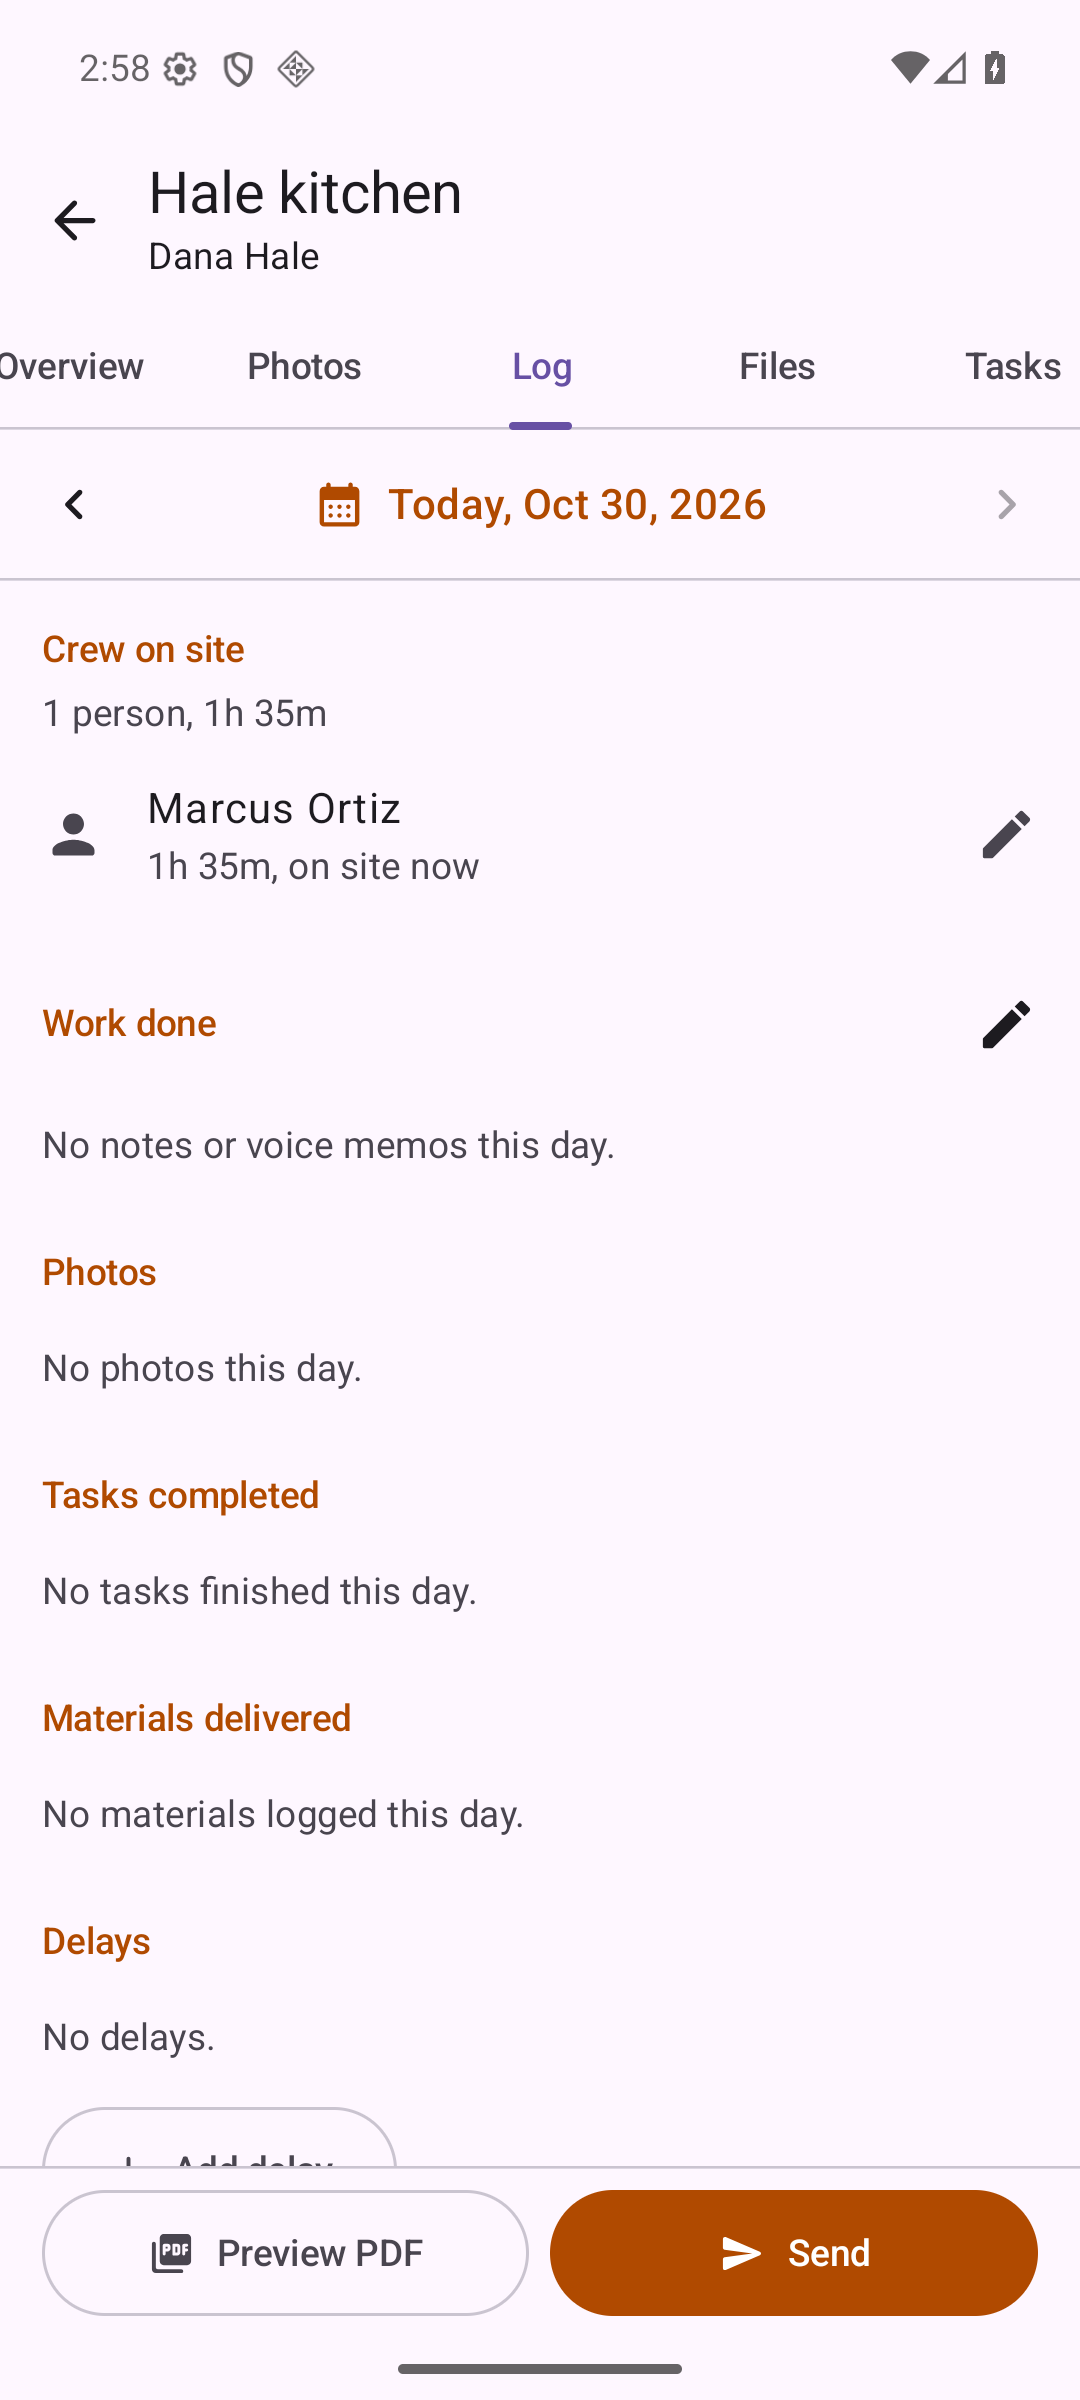 2:58
Hale kitchen
Dana Hale
Overview Photos Log Files Tasks
Today, Oct 30, 2026
Crew on site
1 person, 1h 35m
Marcus Ortiz
1h 35m, on site now
Work done
No notes or voice memos this day.
Photos
No photos this day.
Tasks completed
No tasks finished this day.
Materials delivered
No materials logged this day.
Delays
No delays.
Add delay
PDF Preview PDF Send